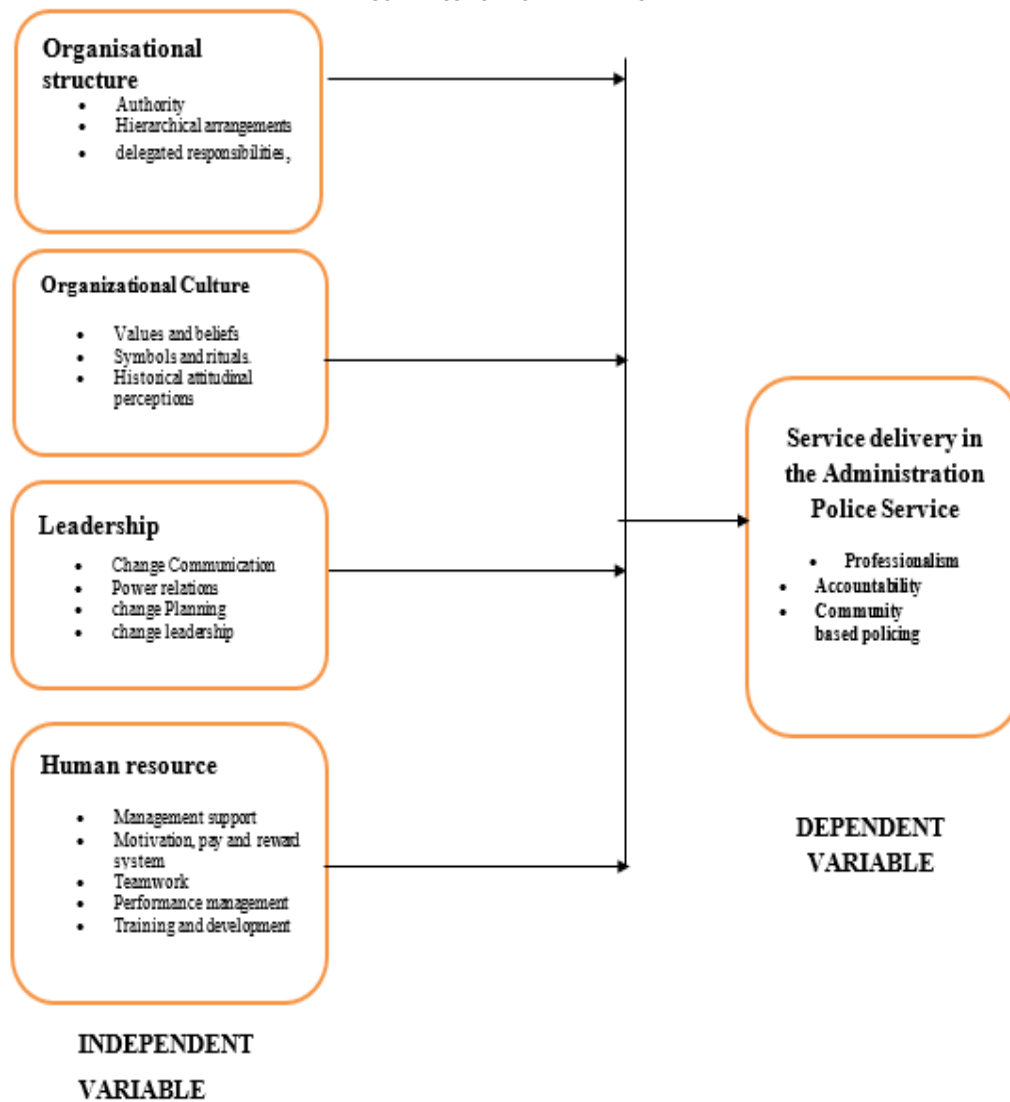 Organisational
structure
• Authority
• Hierarchical arrangements
• delegated responsibilities,
Organizational Culture
• Values and beliefs
• Symbols and rituals.
• Historical attitudinal
perceptions
Leadership
• Change Communication
• Power relations
• change Planning
• change leadership
Human resource
• Management support
• Motivation, pay and reward
system
• Teamwork
• Performance management
• Training and development
INDEPENDENT
VARIABLE
Service delivery in
the Administration
Police Service
• Professionalism
• Accountability
• Community
based policing
DEPENDENT
VARIABLE